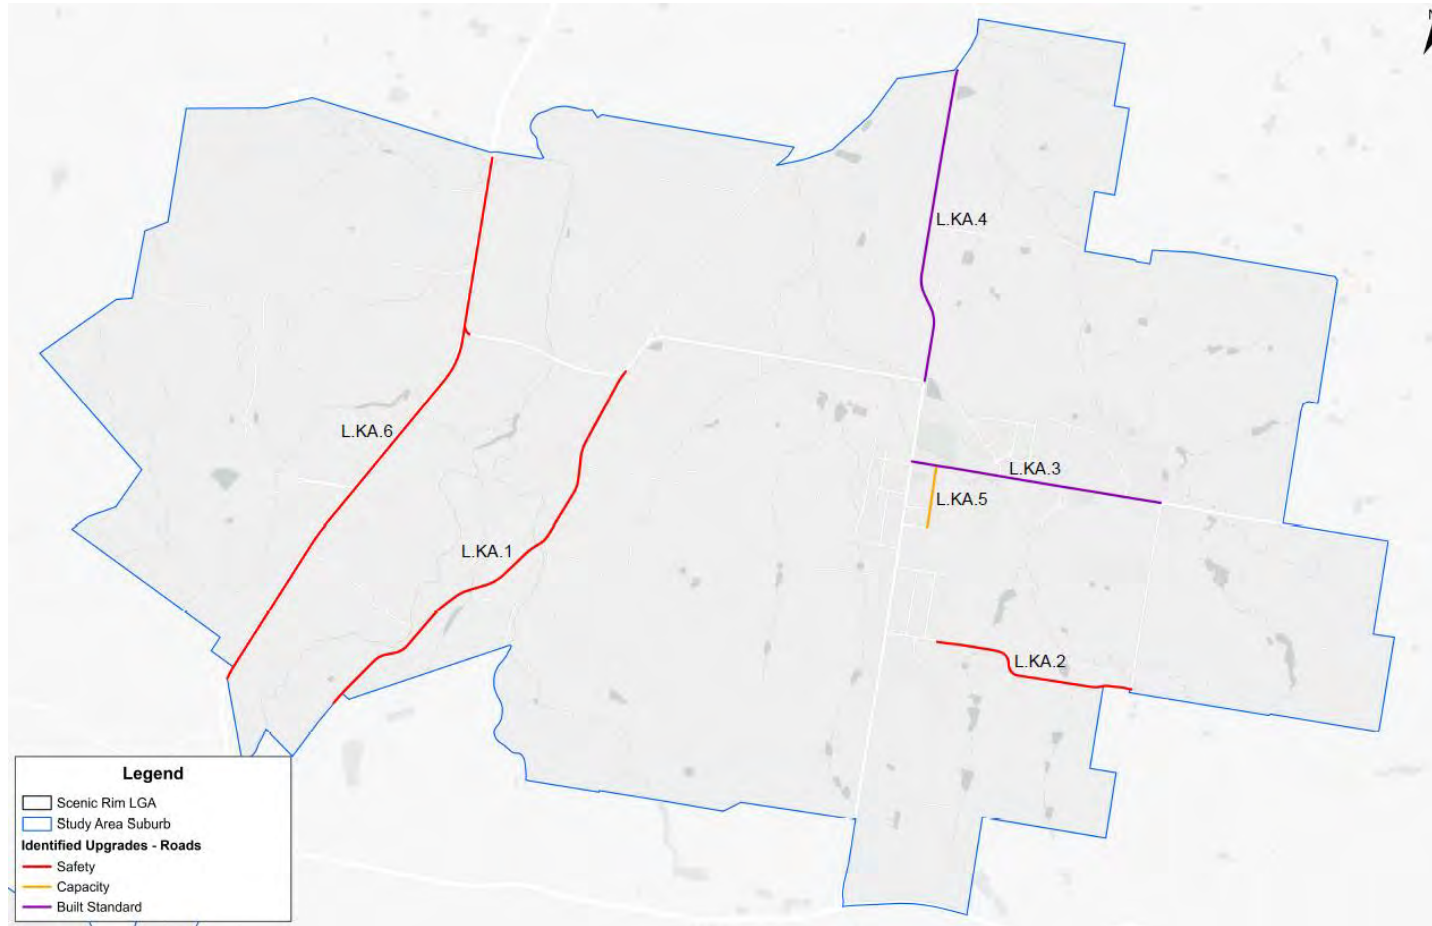 N
L.KA.4
L.KA.6
L.KA.3
L.KA.5
L.KA.1
L.KA.2
Legend
Scenic Rim LGA
Study Area Suburb
Identified Upgrades - Roads
Safety
Capacity
Built Standard